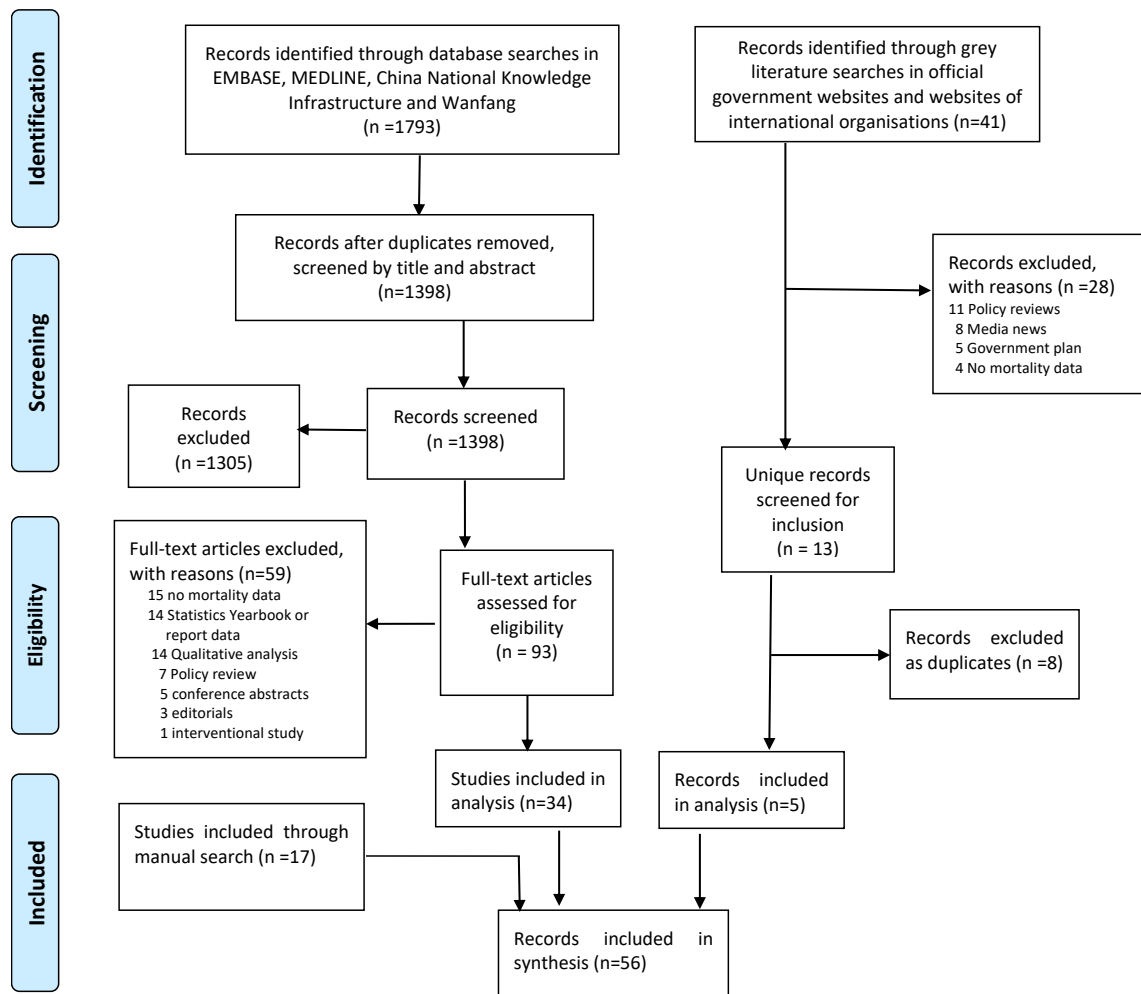 Identification
Records identified through database searches in
EMBASE, MEDLINE, China National Knowledge
Infrastructure and Wanfang
(n =1793)
Records identified through grey
literature searches in official
government websites and websites of
international organisations (n=41)
Records after duplicates removed,
screened by title and abstract
(n=1398)
Screening
Records excluded,
with reasons (n =28)
11 Policy reviews
8 Media news
5 Government plan
4 No mortality data
Records
excluded
(n =1305)
Records screened
(n =1398)
Unique records
screened for
inclusion
(n = 13)
Eligibility
Full-text articles excluded,
with reasons (n=59)
15 no mortality data
14 Statistics Yearbook or
report data
14 Qualitative analysis
7 Policy review
5 conference abstracts
3 editorials
1 interventional study
Full-text articles
assessed for
eligibility
(n = 93)
Records excluded
as duplicates (n =8)
Studies included in
analysis (n=34)
Records included
in analysis (n=5)
Included
Studies included through
manual search (n =17)
Records included in
synthesis (n=56)